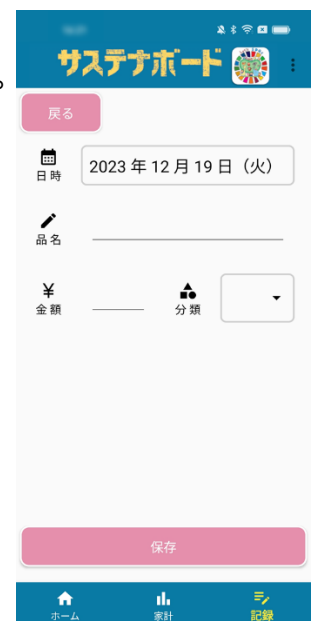 サステナボード
。
戻る
日時
2023 年 12 月 19 日（火）
品名
¥
金額
分類
保存
ホーム
家計
記録